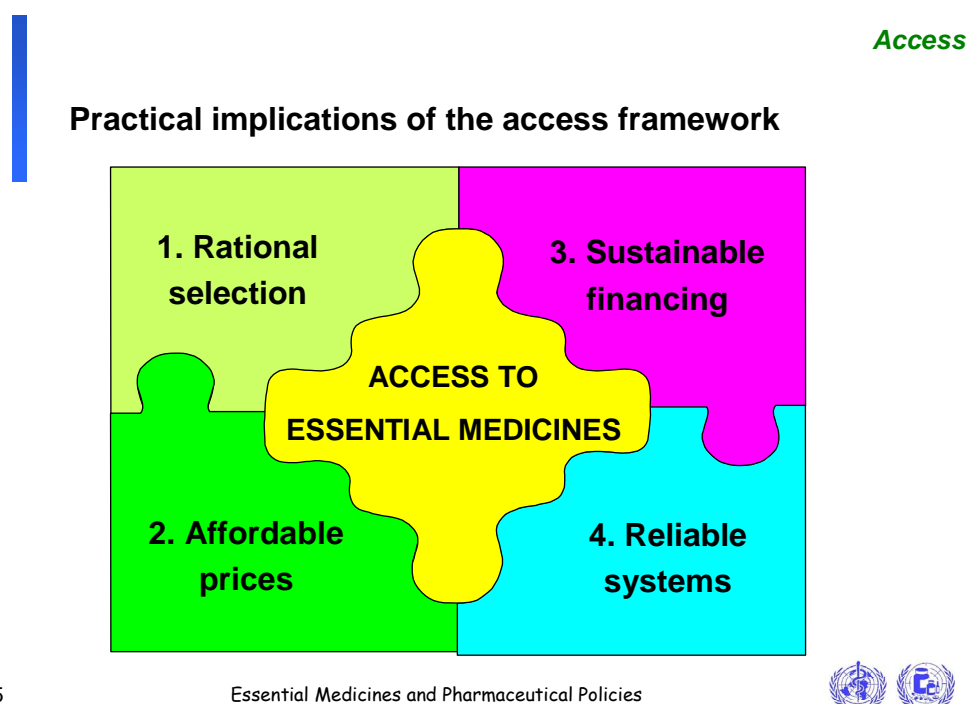 Access
Practical implications of the access framework
1. Rational
selection
3. Sustainable
financing
ACCESS TO
ESSENTIAL MEDICINES
2. Affordable
prices
4. Reliable
systems
Essential Medicines and Pharmaceutical Policies